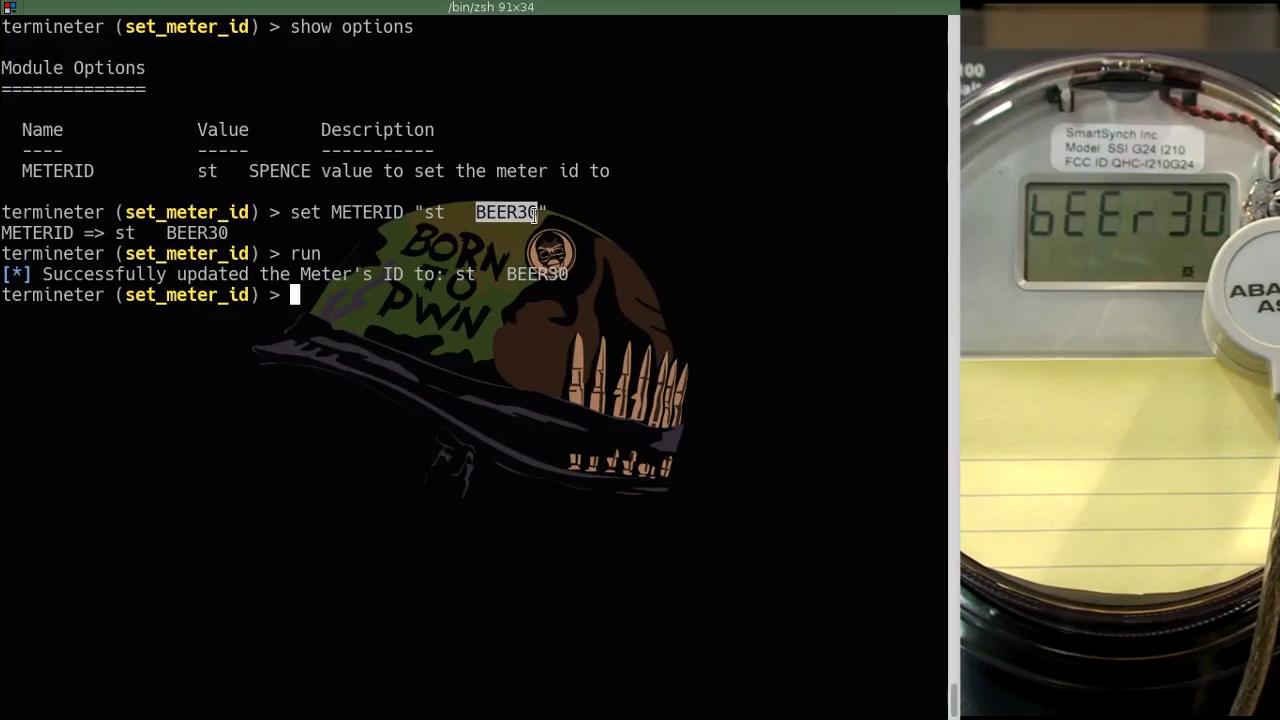 /bin/zsh 91x34
termineter (set_meter_id) > show options
Module Options
==============
Name Value Description
---- ----- -----------
METERID st   SPENCE value to set the meter id to
termineter (set_meter_id) > set METERID "st   BEER30"
METERID => st   BEER30
termineter (set_meter_id) > run
[*] Successfully updated the Meter's ID to: st   BEER30
termineter (set_meter_id) >
BORN
TO
PWN
100
SmartSynch Inc
Model SSI G24 I210
FCC ID QHC-I210G24
bEEr 30